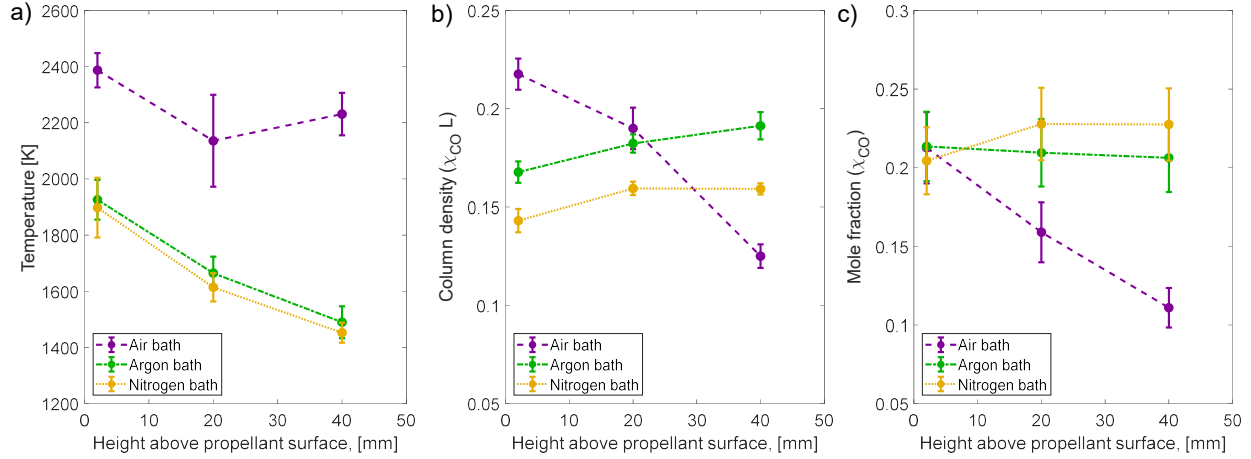 a)
Temperature [K]
2600
2400
2200
2000
1800
1600
1400
1200
0 10 20 30 40 50
Height above propellant surface, [mm]
Air bath
Argon bath
Nitrogen bath
b)
Column density (χCO L)
0.25
0.2
0.15
0.1
0.05
0 10 20 30 40 50
Height above propellant surface, [mm]
Air bath
Argon bath
Nitrogen bath
c)
Mole fraction (χCO)
0.3
0.25
0.2
0.15
0.1
0.05
0 10 20 30 40 50
Height above propellant surface, [mm]
Air bath
Argon bath
Nitrogen bath